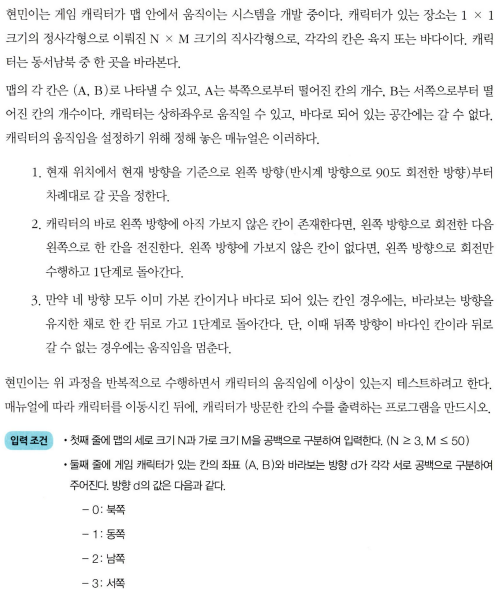 현민이는 게임 캐릭터가 맵 안에서 움직이는 시스템을 개발 중이다. 캐릭터가 있는 장소는 1 × 1
크기의 정사각형으로 이뤄진 N × M 크기의 직사각형으로, 각각의 칸은 육지 또는 바다이다. 캐릭
터는 동서남북 중 한 곳을 바라본다.
맵의 각 칸은 (A, B)로 나타낼 수 있고, A는 북쪽으로부터 떨어진 칸의 개수, B는 서쪽으로부터 떨
어진 칸의 개수이다. 캐릭터는 상하좌우로 움직일 수 있고, 바다로 되어 있는 공간에는 갈 수 없다.
캐릭터의 움직임을 설정하기 위해 정해 놓은 매뉴얼은 이러하다.
1. 현재 위치에서 현재 방향을 기준으로 왼쪽 방향(반시계 방향으로 90도 회전한 방향)부터
차례대로 갈 곳을 정한다.
2. 캐릭터의 바로 왼쪽 방향에 아직 가보지 않은 칸이 존재한다면, 왼쪽 방향으로 회전한 다음
왼쪽으로 한 칸을 전진한다. 왼쪽 방향에 가보지 않은 칸이 없다면, 왼쪽 방향으로 회전만
수행하고 1단계로 돌아간다.
3. 만약 네 방향 모두 이미 가본 칸이거나 바다로 되어 있는 칸인 경우에는, 바라보는 방향을
유지한 채로 한 칸 뒤로 가고 1단계로 돌아간다. 단, 이때 뒤쪽 방향이 바다인 칸이라 뒤로
갈 수 없는 경우에는 움직임을 멈춘다.
현민이는 위 과정을 반복적으로 수행하면서 캐릭터의 움직임에 이상이 있는지 테스트하려고 한다.
매뉴얼에 따라 캐릭터를 이동시킨 뒤에, 캐릭터가 방문한 칸의 수를 출력하는 프로그램을 만드시오.
입력 조건 • 첫째 줄에 맵의 세로 크기 N과 가로 크기 M을 공백으로 구분하여 입력한다. (N ≥ 3, M ≤ 50)
• 둘째 줄에 게임 캐릭터가 있는 칸의 좌표 (A, B)와 바라보는 방향 d가 각각 서로 공백으로 구분하여
주어진다. 방향 d의 값은 다음과 같다.
– 0: 북쪽
– 1: 동쪽
– 2: 남쪽
– 3: 서쪽